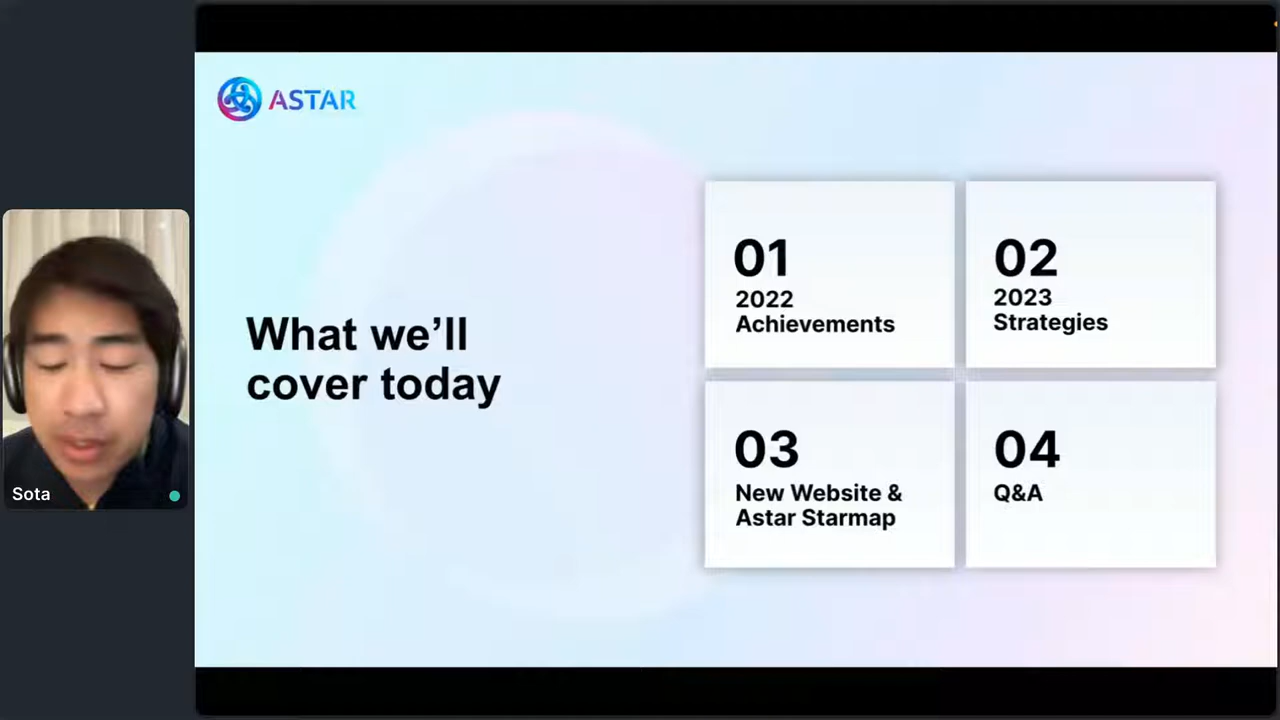 ASTAR
What we’ll
cover today
01
2022
Achievements
02
2023
Strategies
03
New Website &
Astar Starmap
04
Q&A
Sota